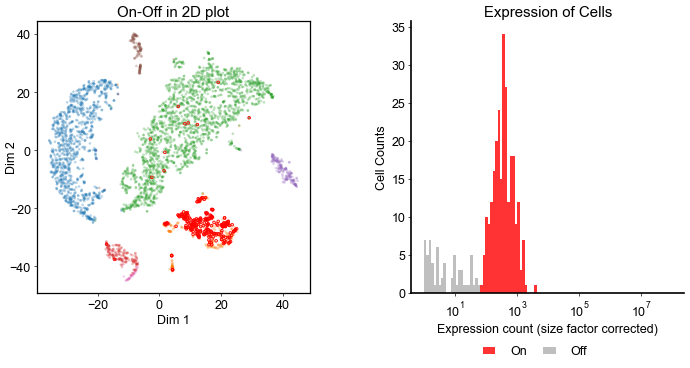 On-Off in 2D plot
40
20
0
−20
−40
Dim 2
−20
0
20
40
Dim 1
Expression of Cells
35
30
25
20
15
10
5
0
Cell Counts
10^1
10^3
10^5
10^7
Expression count (size factor corrected)
On
Off